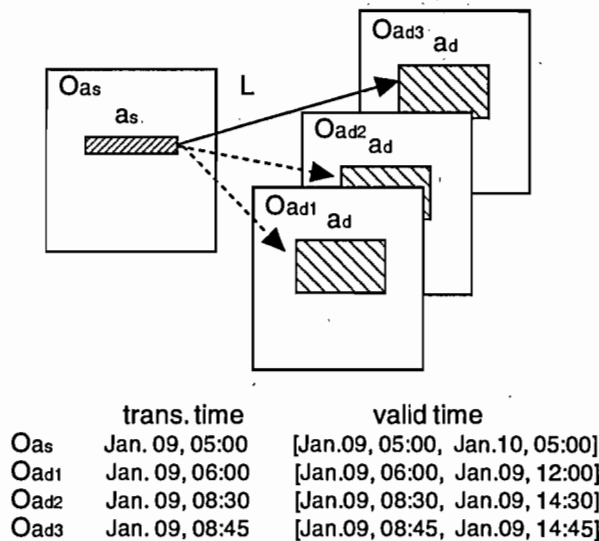 Oad3
ad
L
Oas
as.
Oad2
ad
Oad1
ad
trans. time valid time
Oas Jan. 09, 05:00 [Jan.09, 05:00, Jan.10, 05:00]
Oad1 Jan. 09, 06:00 [Jan.09, 06:00, Jan.09, 12:00]
Oad2 Jan. 09, 08:30 [Jan.09, 08:30, Jan.09, 14:30]
Oad3 Jan. 09, 08:45 [Jan.09, 08:45, Jan.09, 14:45]